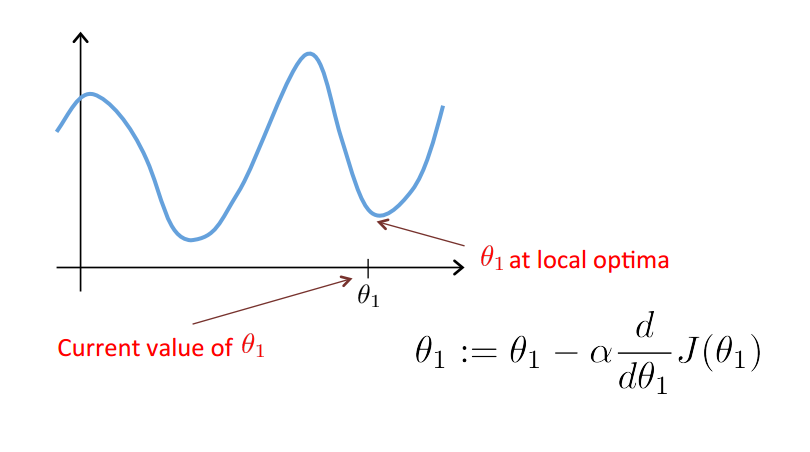 θ₁ at local optima
θ₁
Current value of θ₁
θ₁ := θ₁ − α d/dθ₁ J(θ₁)